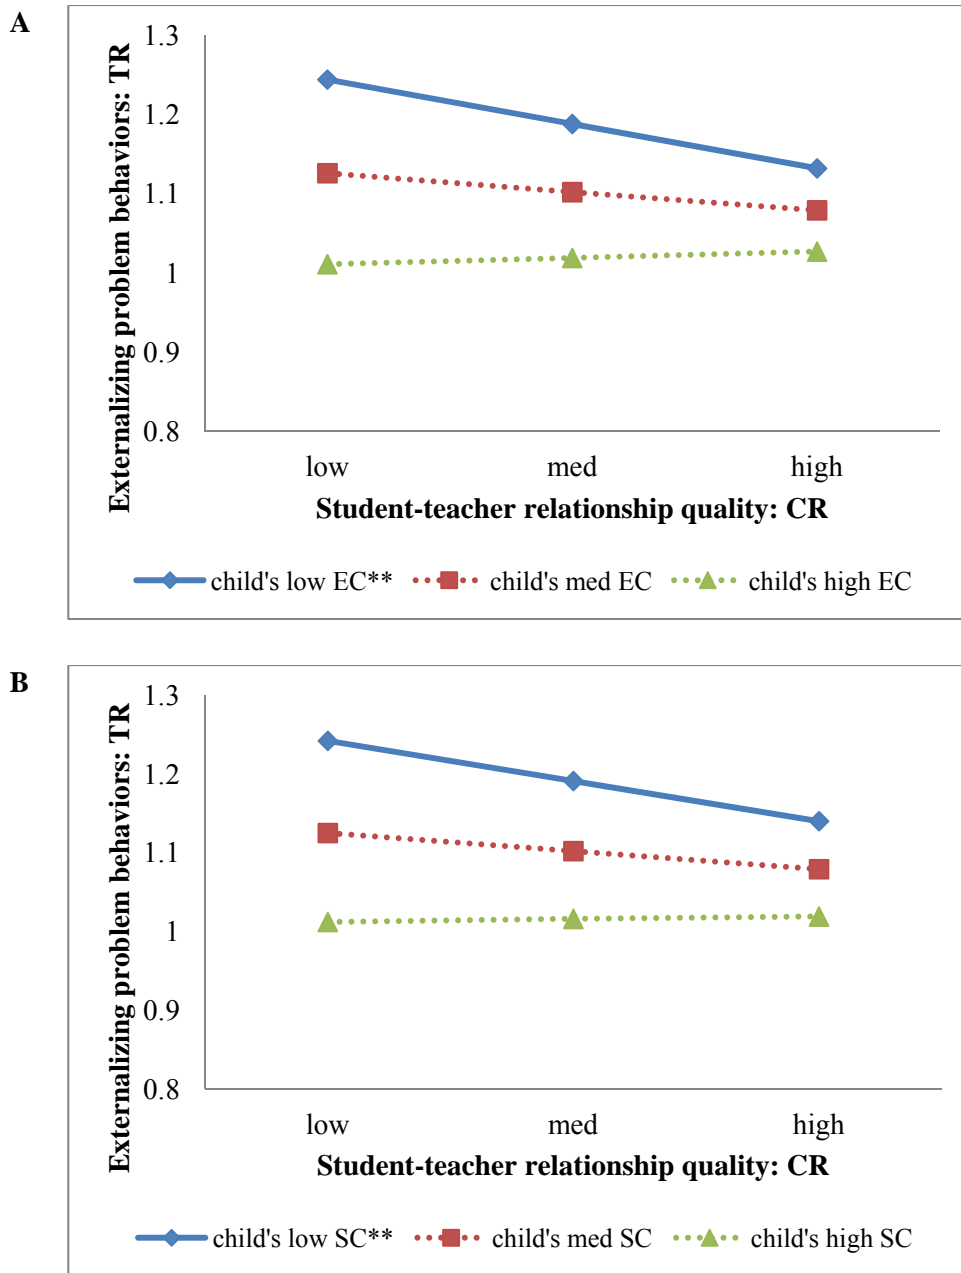 A
Externalizing problem behaviors: TR
1.3
1.2
1.1
1
0.9
0.8
low med high
Student-teacher relationship quality: CR
child's low EC** child's med EC child's high EC
B
Externalizing problem behaviors: TR
1.3
1.2
1.1
1
0.9
0.8
low med high
Student-teacher relationship quality: CR
child's low SC** child's med SC child's high SC